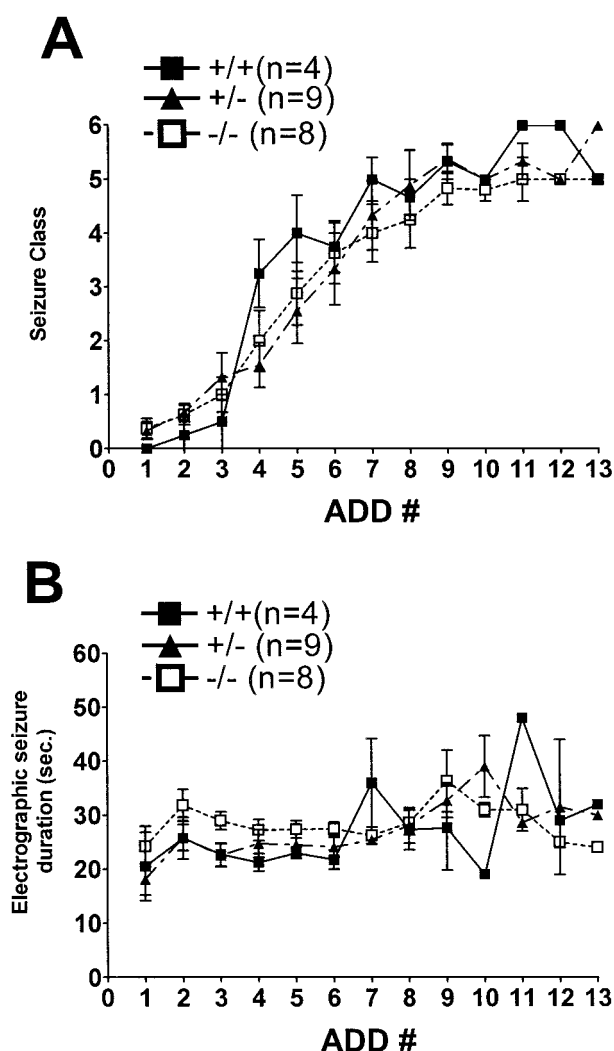 A
+/+(n=4)
+/- (n=9)
-/- (n=8)
6
5
4
3
2
1
0
Seizure Class
0 1 2 3 4 5 6 7 8 9 10 11 12 13
ADD #
B
+/+(n=4)
+/- (n=9)
-/- (n=8)
60
50
40
30
20
10
0
Electrographic seizure
duration (sec.)
0 1 2 3 4 5 6 7 8 9 10 11 12 13
ADD #